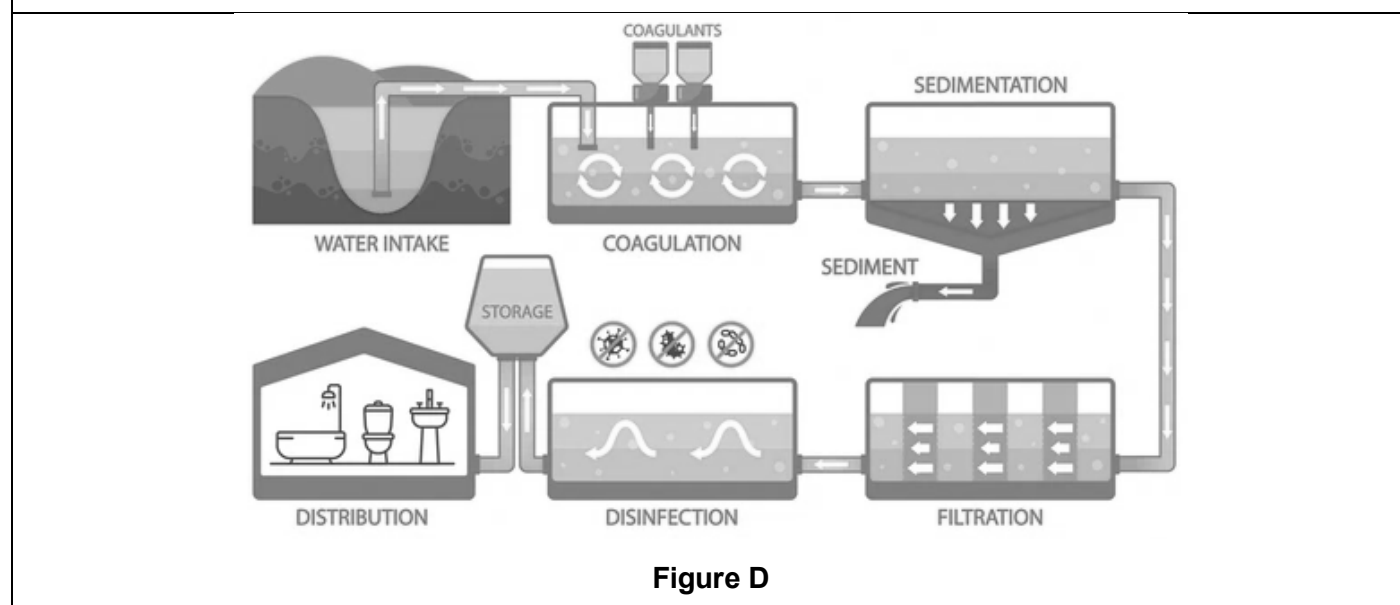 COAGULANTS
SEDIMENTATION
WATER INTAKE
COAGULATION
SEDIMENT
STORAGE
DISTRIBUTION
DISINFECTION
FILTRATION
Figure D